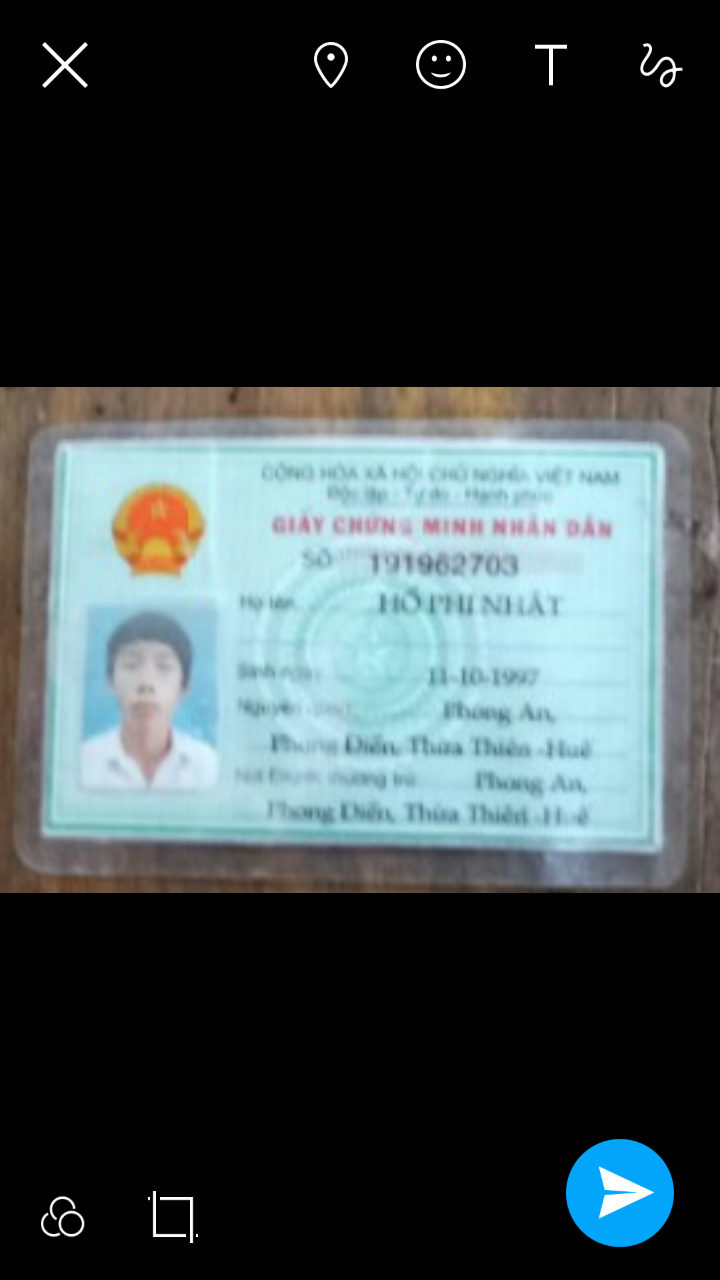 T
CỘNG HÒA XÃ HỘI CHỦ NGHĨA VIỆT NAM
Độc lập - Tự do - Hạnh phúc
GIẤY CHỨNG MINH NHÂN DÂN
SỐ 191962703
Họ tên HỒ PHI NHẬT
Sinh ngày 11-10-1997
Nguyên quán Phong An,
Phong Điền, Thừa Thiên -Huế
Nơi ĐKHK thường trú Phong An,
Phong Điền, Thừa Thiên -Huế